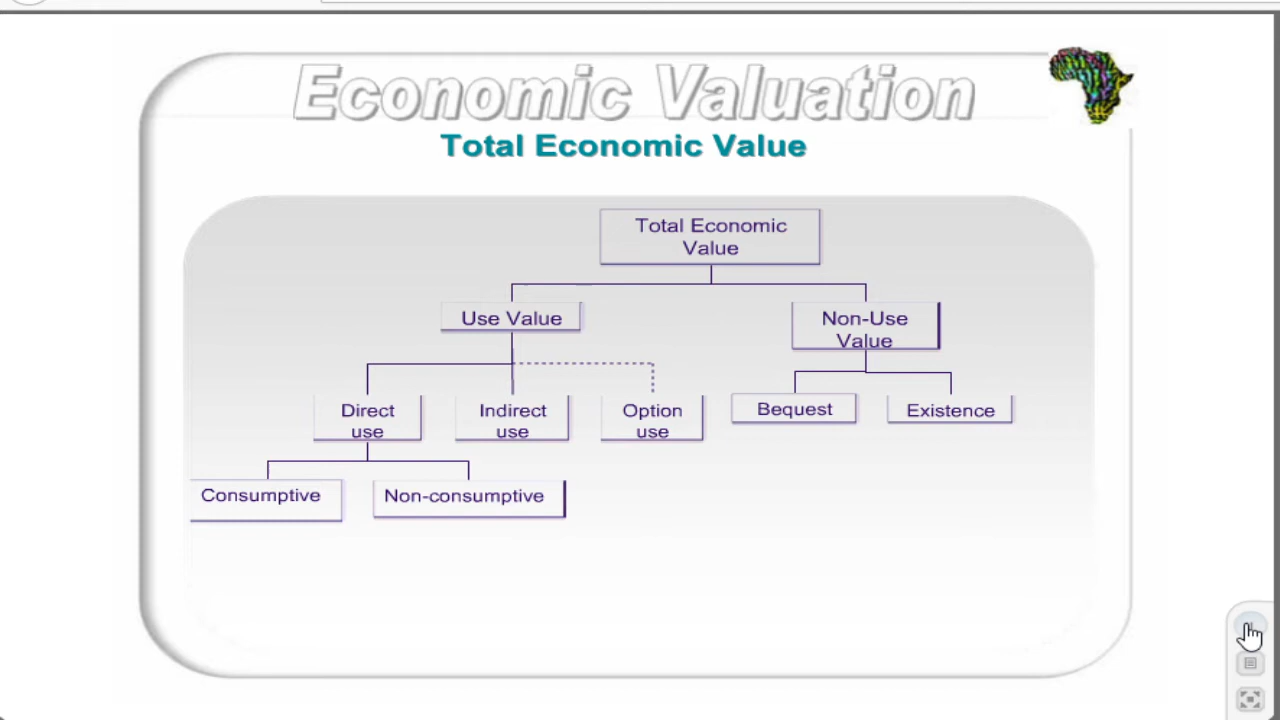 Economic Valuation
Total Economic Value
Total Economic
Value
Use Value
Non-Use
Value
Direct
use
Indirect
use
Option
use
Bequest
Existence
Consumptive
Non-consumptive